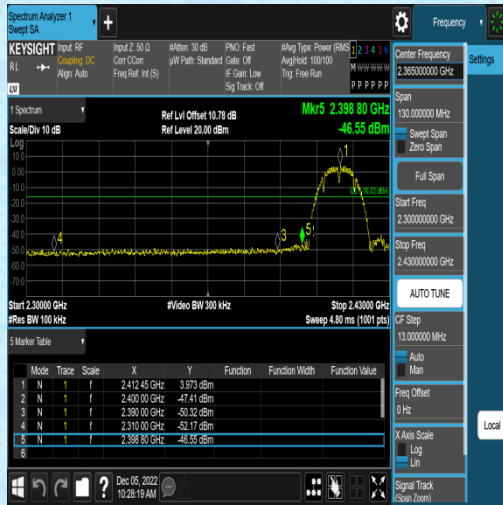 Spectrum Analyzer 1
Swept SA
+
Frequency
Settings
KEYSIGHT
RL
LXI
Input: RF
Coupling: DC
Align: Auto
Input Z: 50 Ω
Corr CCorr
Freq Ref: Int (S)
#Atten: 30 dB
µW Path: Standard
PNO: Fast
Gate: Off
IF Gain: Low
Sig Track: Off
#Avg Type: Power (RMS
Avg|Hold: 100/100
Trig: Free Run
1 2 3 4 5 6
M W W W W W
P P P P P P
1 Spectrum
Scale/Div 10 dB
Log
Ref Lvl Offset 10.78 dB
Ref Level 20.00 dBm
Mkr5 2.398 80 GHz
-46.55 dBm
10.0
0.00
-10.0
-20.0
-30.0
-40.0
-50.0
-60.0
-70.0
1
3
4
5
Start 2.30000 GHz
#Res BW 100 kHz
#Video BW 300 kHz
Stop 2.43000 GHz
Sweep 4.80 ms (1001 pts)
5 Marker Table
Mode Trace Scale X Y Function Function Width Function Value
1 N 1 f 2.412 45 GHz 3.973 dBm
2 N 1 f 2.400 00 GHz -47.41 dBm
3 N 1 f 2.390 00 GHz -50.32 dBm
4 N 1 f 2.310 00 GHz -52.17 dBm
5 N 1 f 2.398 80 GHz -46.55 dBm
6
?
Dec 05, 2022
10:28:19 AM
Center Frequency
2.365000000 GHz
Span
130.000000 MHz
Swept Span
Zero Span
Full Span
Start Freq
2.300000000 GHz
Stop Freq
2.430000000 GHz
AUTO TUNE
CF Step
13.000000 MHz
Auto
Man
Freq Offset
0 Hz
X Axis Scale
Log
Lin
Signal Track
(Span Zoom)
Local